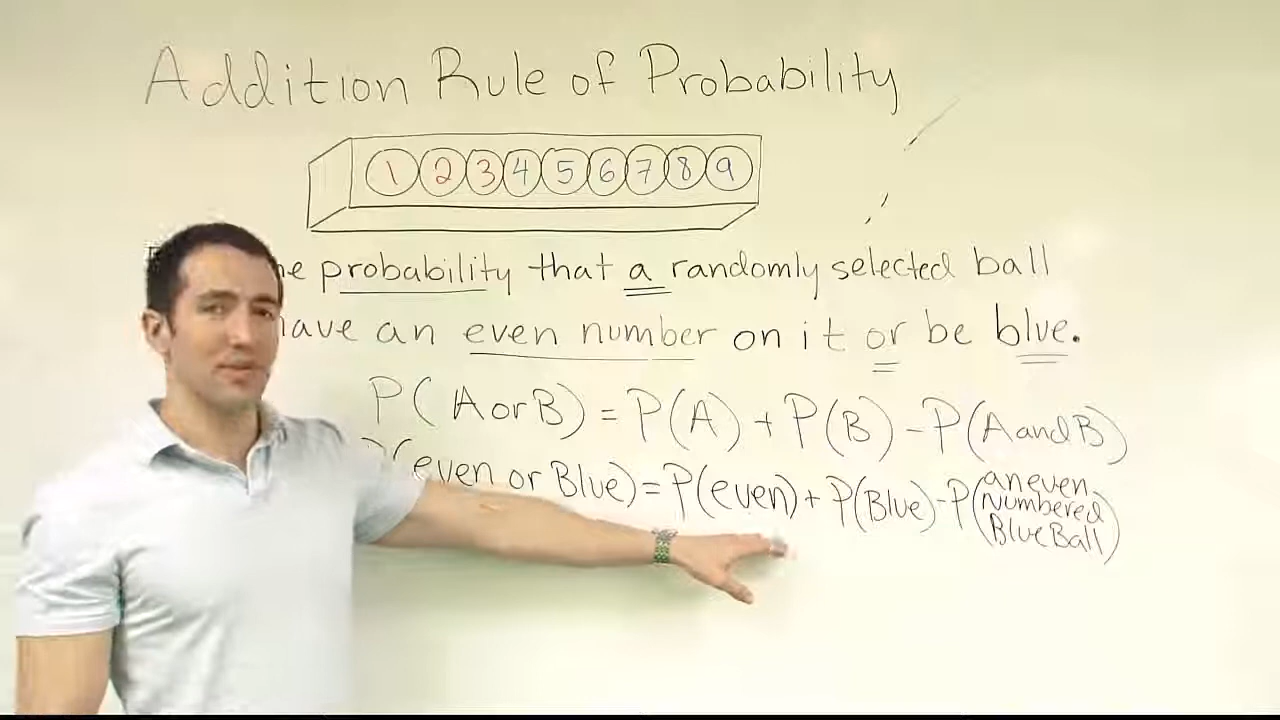 Addition Rule of Probability
1 2 3 4 5 6 7 8 9
probability that a randomly selected ball
an even number on it or be blue.
P(A or B) = P(A) + P(B) - P(A and B)
(even or Blue) = P(even) + P(Blue) - P(an even
numbered
Blue Ball)